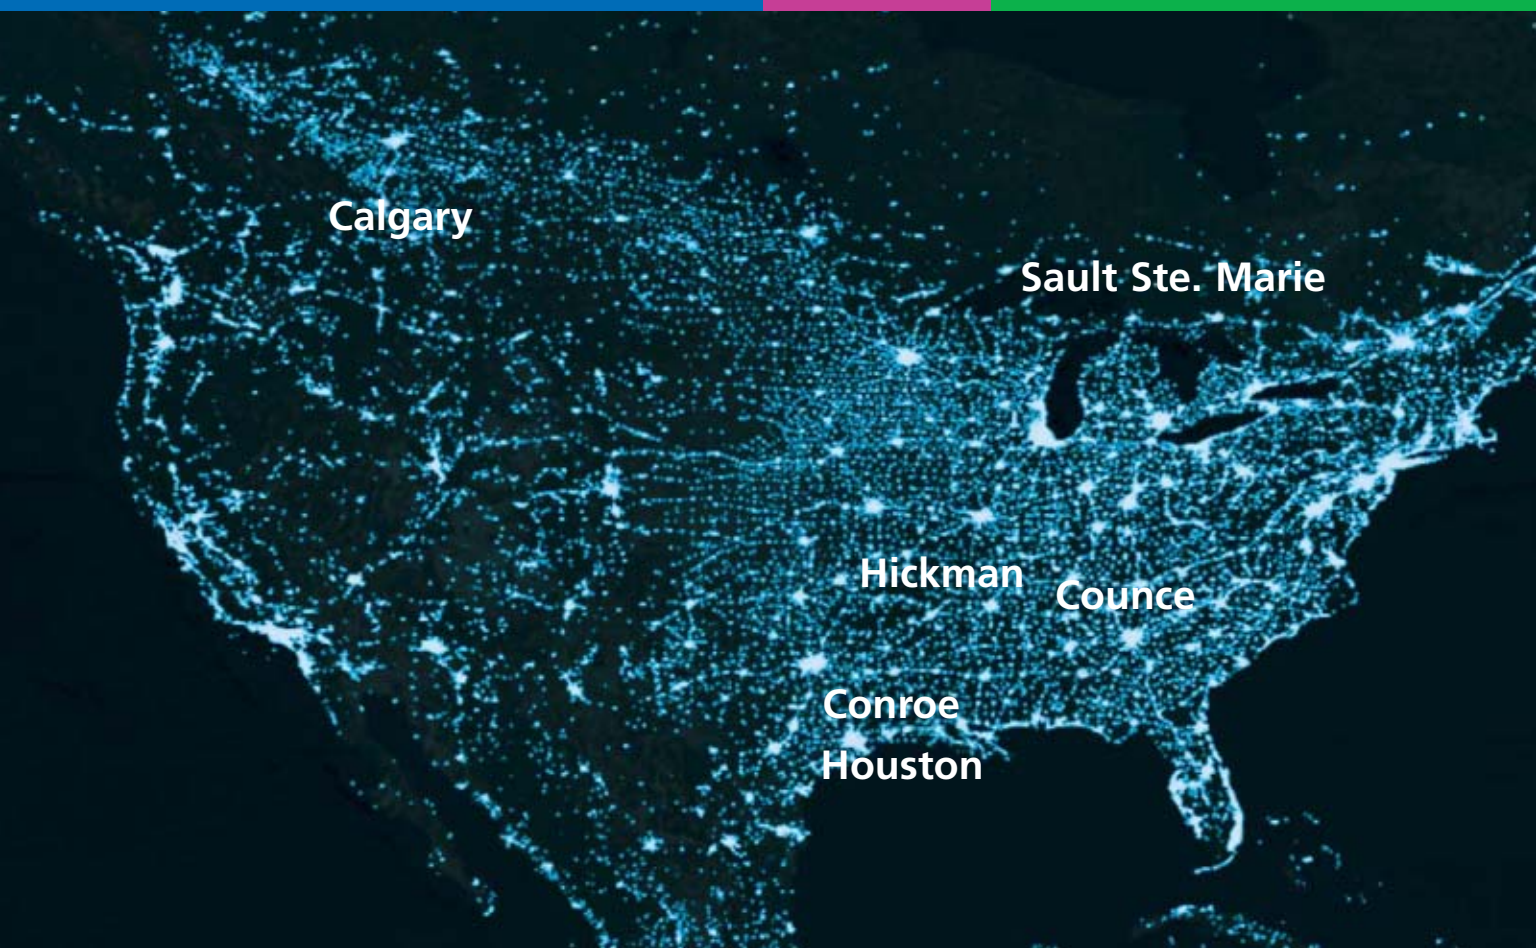 Calgary
Sault Ste. Marie
Hickman
Counce
Conroe
Houston